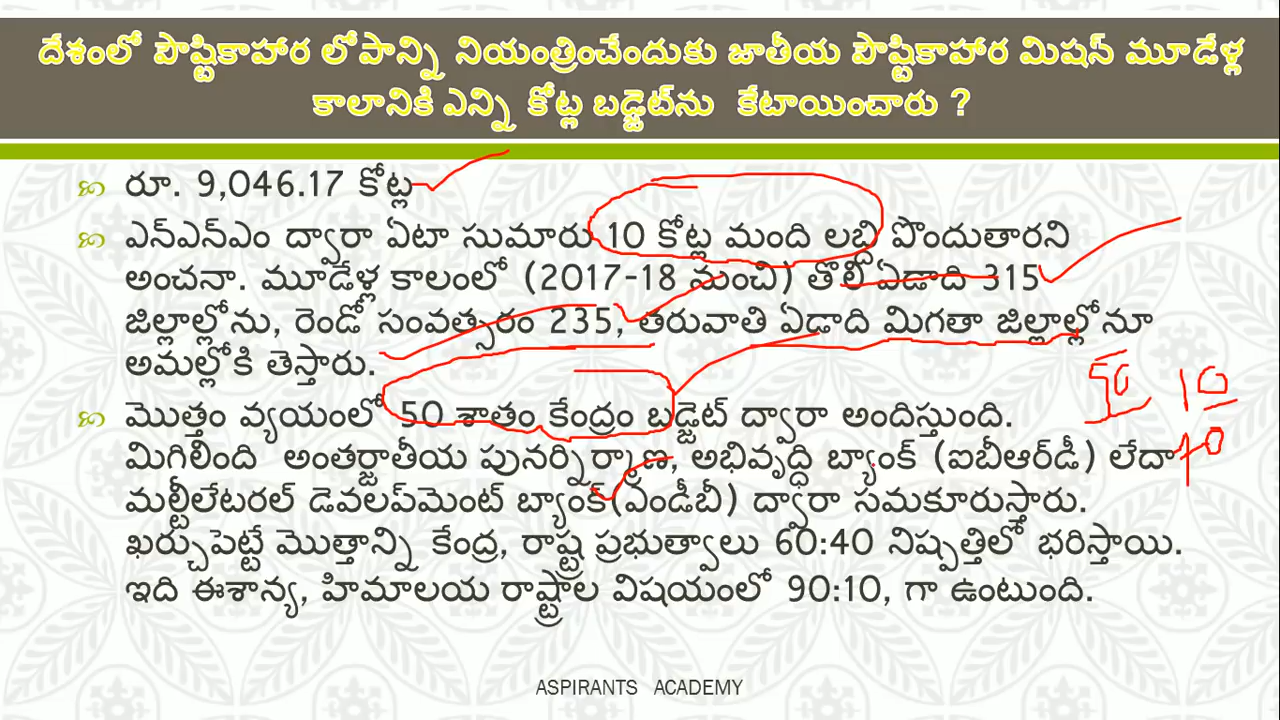 దేశంలో పౌష్టికాహార లోపాన్ని నియంత్రించేందుకు జాతీయ పౌష్టికాహార మిషన్ మూడేళ్ల
కాలానికి ఎన్ని కోట్ల బడ్జెట్‌ను కేటాయించారు ?
రూ. 9,046.17 కోట్ల
ఎన్ఎన్ఎం ద్వారా ఏటా సుమారు 10 కోట్ల మంది లబ్ది పొందుతారని
అంచనా. మూడేళ్ల కాలంలో (2017-18 నుంచి) తొలి ఏడాది 315
జిల్లాల్లోను, రెండో సంవత్సరం 235, తరువాతి ఏడాది మిగతా జిల్లాల్లోనూ
అమల్లోకి తెస్తారు.
మొత్తం వ్యయంలో 50 శాతం కేంద్రం బడ్జెట్ ద్వారా అందిస్తుంది.
మిగిలింది అంతర్జాతీయ పునర్నిర్మాణ, అభివృద్ధి బ్యాంక్ (ఐబీఆర్‌డీ) లేదా
మల్టీలేటరల్ డెవలప్‌మెంట్ బ్యాంక్(ఎండీబీ) ద్వారా సమకూరుస్తారు.
ఖర్చుపెట్టే మొత్తాన్ని కేంద్ర, రాష్ట్ర ప్రభుత్వాలు 60:40 నిష్పత్తిలో భరిస్తాయి.
ఇది ఈశాన్య, హిమాలయ రాష్ట్రాల విషయంలో 90:10, గా ఉంటుంది.
50 10
ASPIRANTS ACADEMY